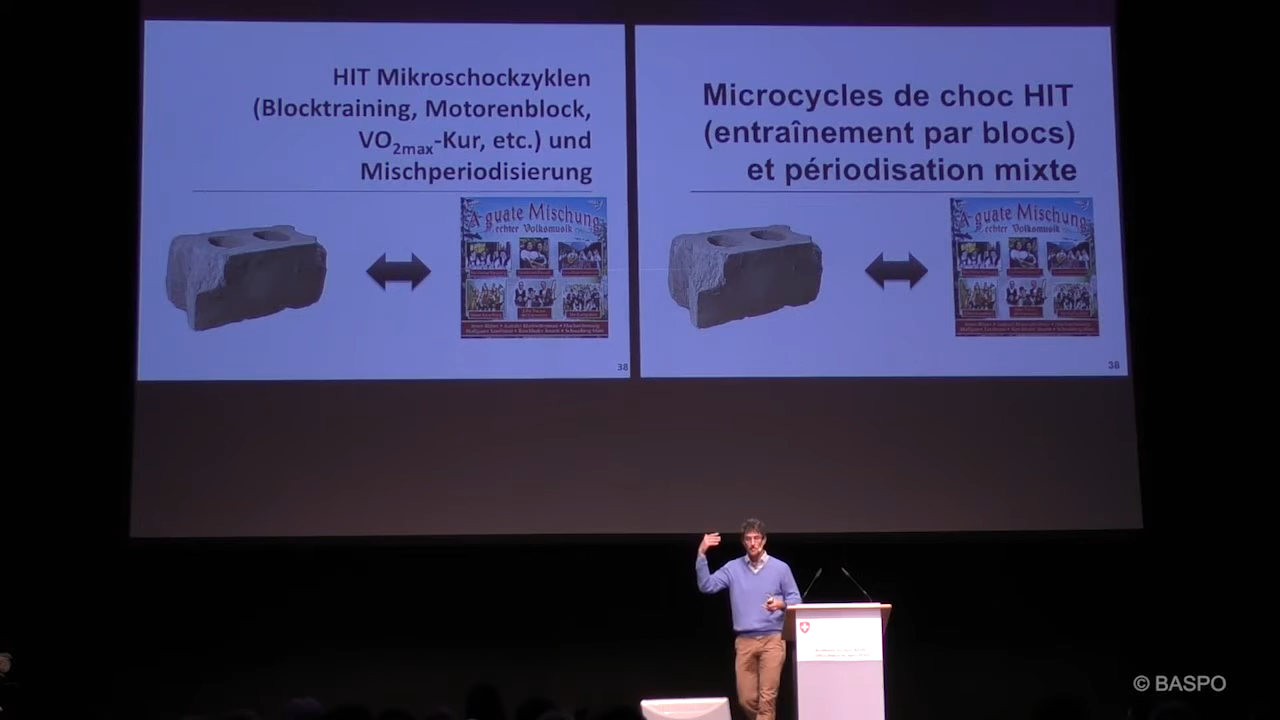 HIT Mikroschockzyklen
(Blocktraining, Motorenblock,
VO2max-Kur, etc.) und
Mischperiodisierung
A guate Mischung
echter Volksmusik
38
Microcycles de choc HIT
(entraînement par blocs)
et périodisation mixte
A guate Mischung
echter Volksmusik
38
© BASPO